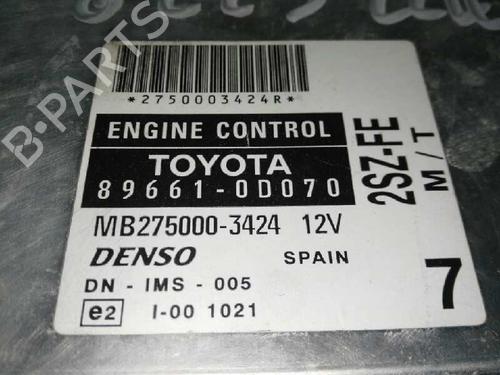 *2750003424R*
ENGINE CONTROL
TOYOTA
89661-0D070
MB275000-3424 12V
DENSO SPAIN
DN - IMS - 005
e2 I-00 1021
2SZ-FE
M/T
7
B-PARTS